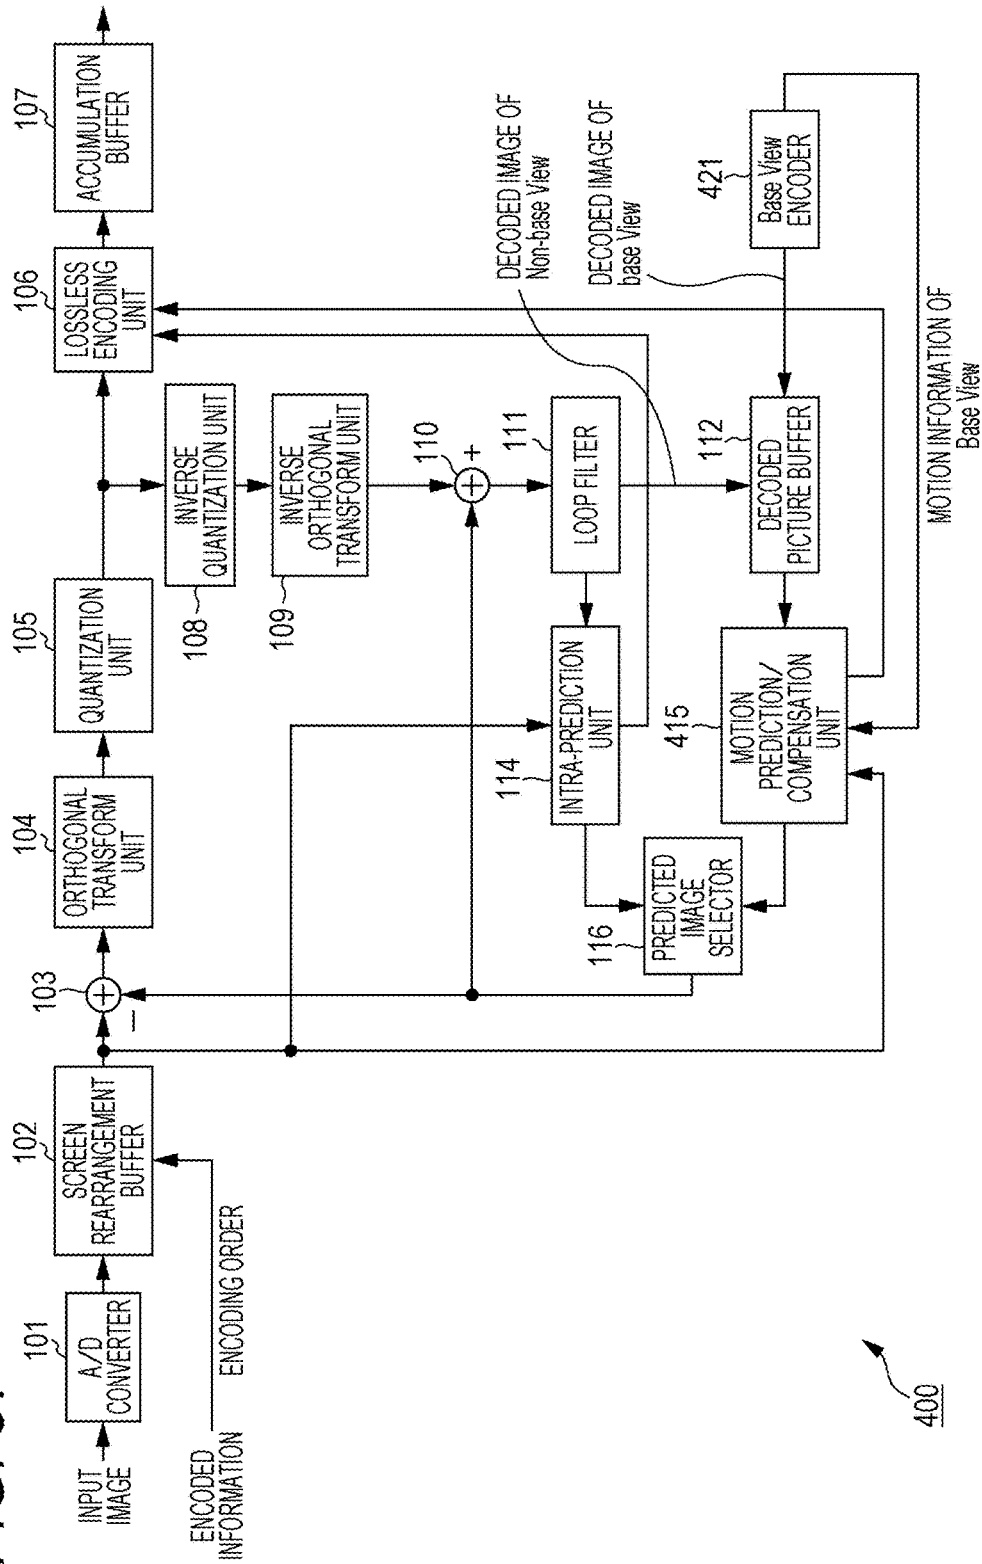 101
A/D
CONVERTER
INPUT
IMAGE
102
SCREEN
REARRANGEMENT
BUFFER
ENCODED
INFORMATION
ENCODING ORDER
103
+
−
104
ORTHOGONAL
TRANSFORM
UNIT
105
QUANTIZATION
UNIT
106
LOSSLESS
ENCODING
UNIT
107
ACCUMULATION
BUFFER
108
INVERSE
QUANTIZATION UNIT
109
INVERSE
ORTHOGONAL
TRANSFORM UNIT
110
+
+
111
LOOP FILTER
DECODED IMAGE OF
Non-base View
DECODED IMAGE OF
base View
112
DECODED
PICTURE BUFFER
421
Base View
ENCODER
114
INTRA-PREDICTION
UNIT
415
MOTION
PREDICTION/
COMPENSATION
UNIT
116
PREDICTED
IMAGE
SELECTOR
MOTION INFORMATION OF
Base View
400